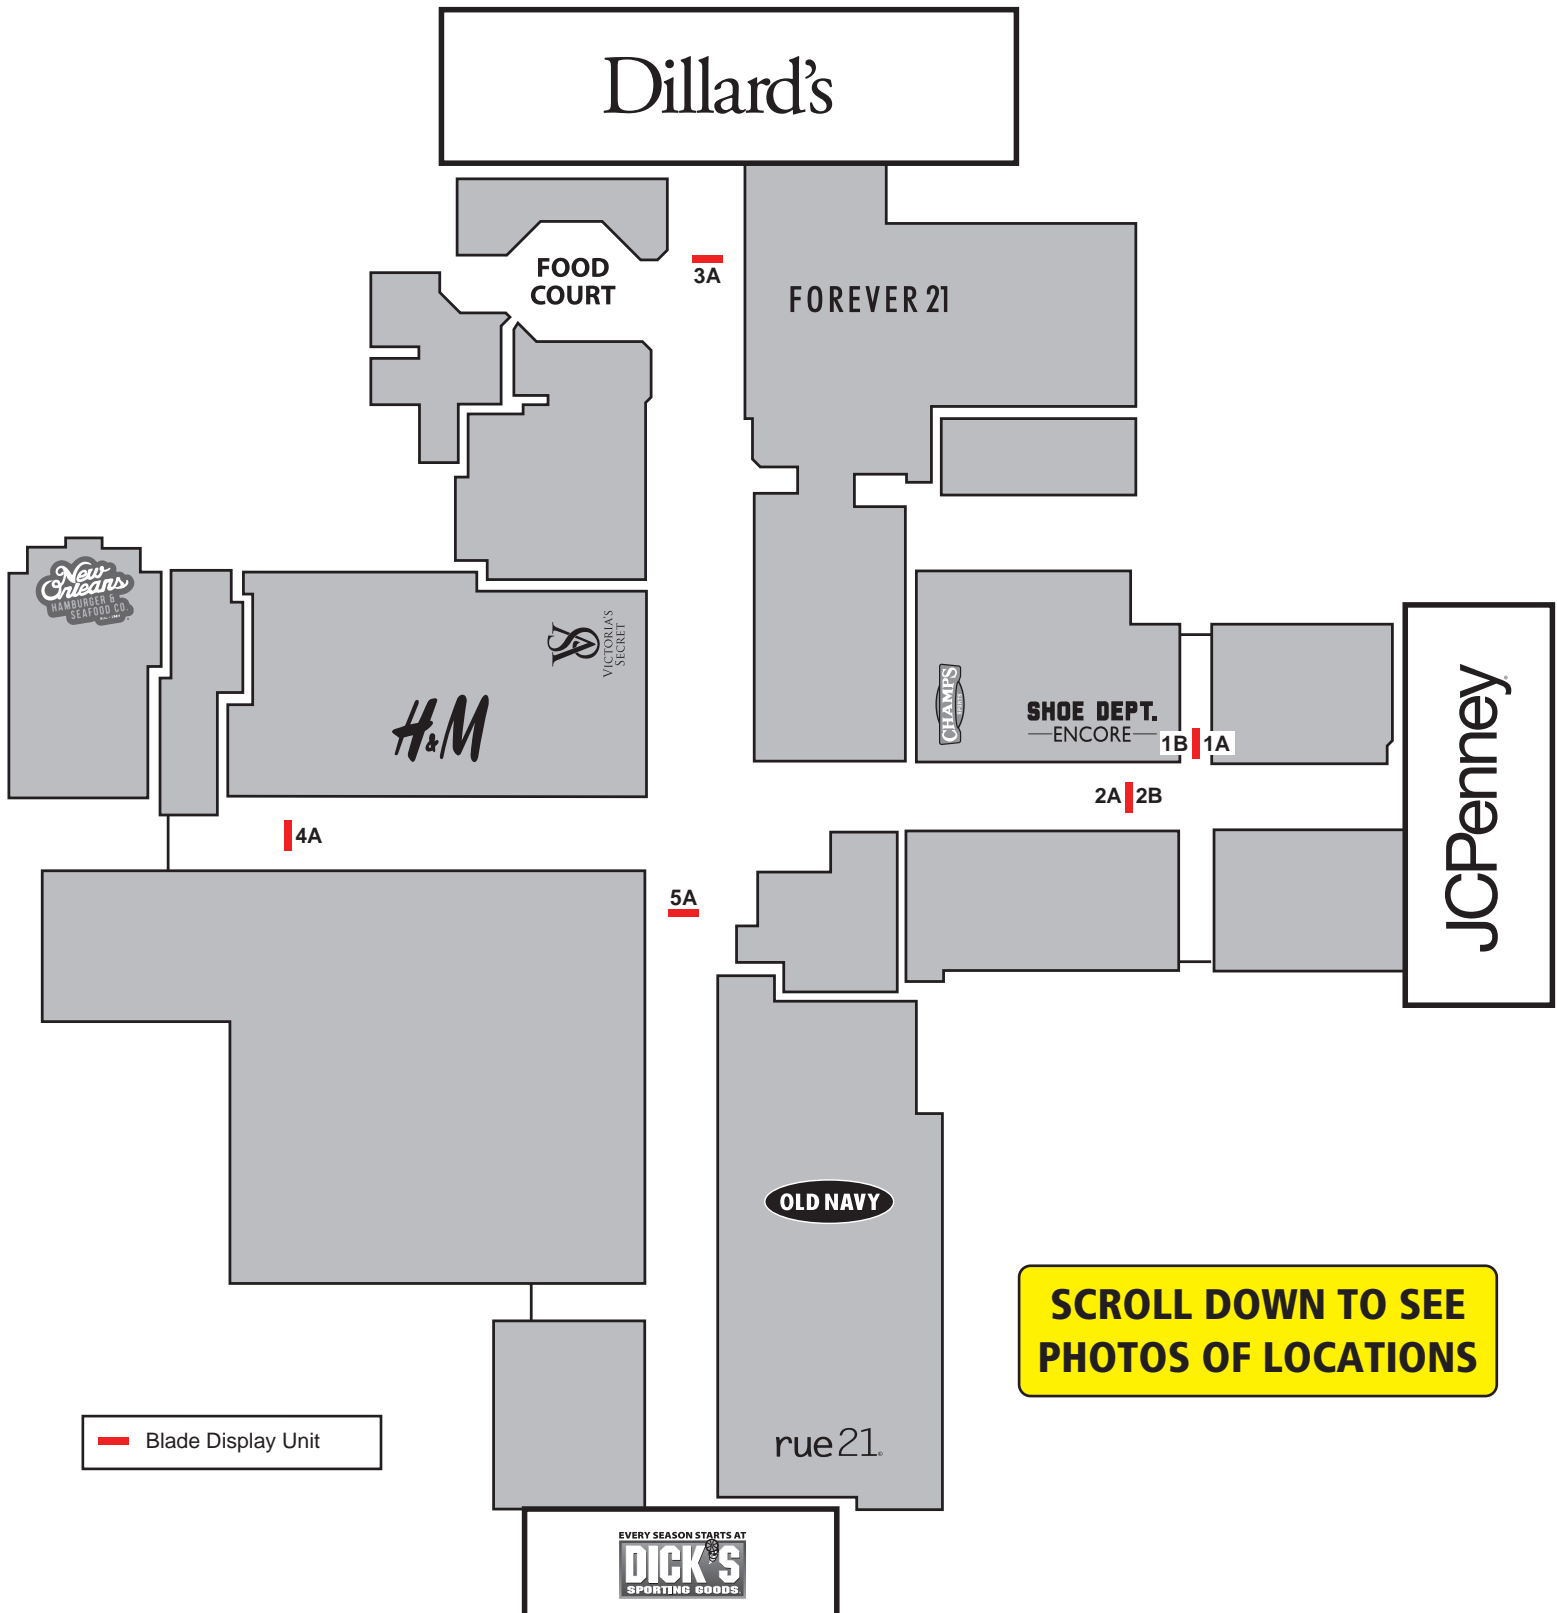 Dillard's
FOOD
COURT
3A
FOREVER 21
New
Orleans
HAMBURGER &
SEAFOOD CO.
VICTORIA'S
SECRET
H&M
CHAMPS
SHOE DEPT.
ENCORE
1B 1A
2A 2B
JCPenney
4A
5A
OLD NAVY
SCROLL DOWN TO SEE
PHOTOS OF LOCATIONS
rue21
Blade Display Unit
EVERY SEASON STARTS AT
DICK'S
SPORTING GOODS